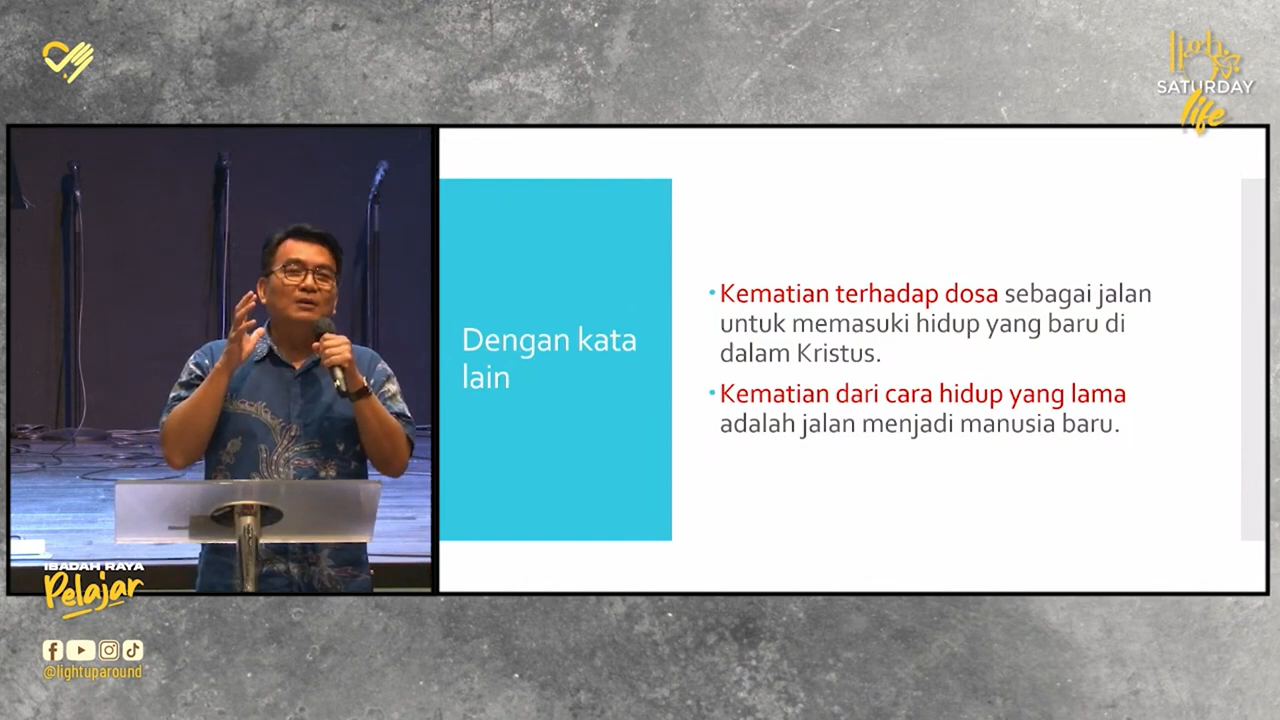 SATURDAY
life
Dengan kata
lain
•Kematian terhadap dosa sebagai jalan
untuk memasuki hidup yang baru di
dalam Kristus.
•Kematian dari cara hidup yang lama
adalah jalan menjadi manusia baru.
IBADAH RAYA
Pelajar
@lightuparound